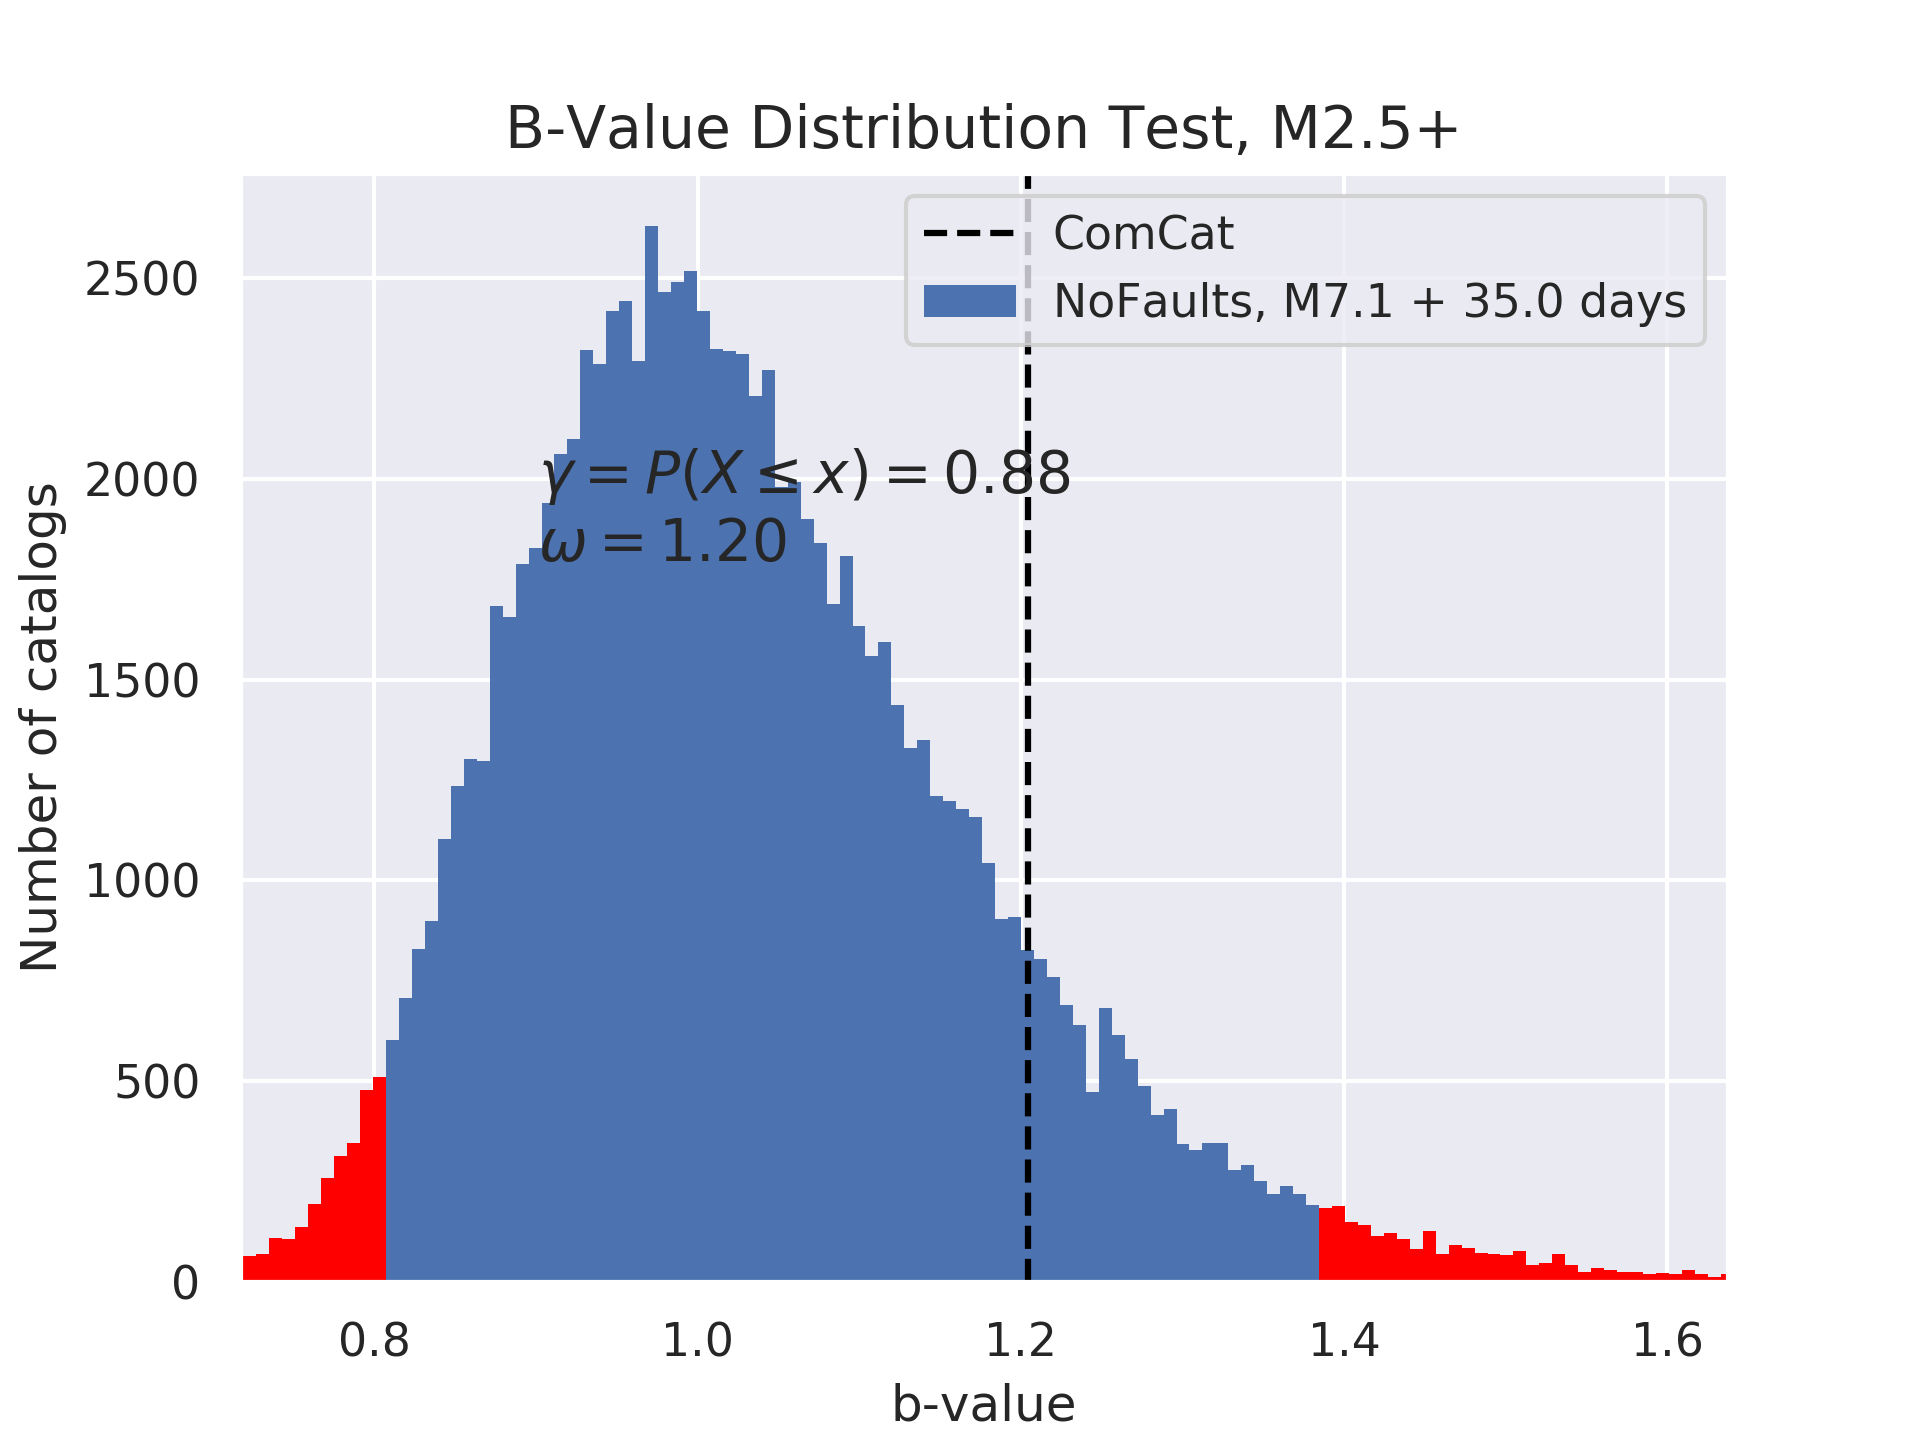 B-Value Distribution Test, M2.5+
ComCat
NoFaults, M7.1 + 35.0 days
γ = P(X ≤ x) = 0.88
ω = 1.20
Number of catalogs
2500
2000
1500
1000
500
0
0.8 1.0 1.2 1.4 1.6
b-value